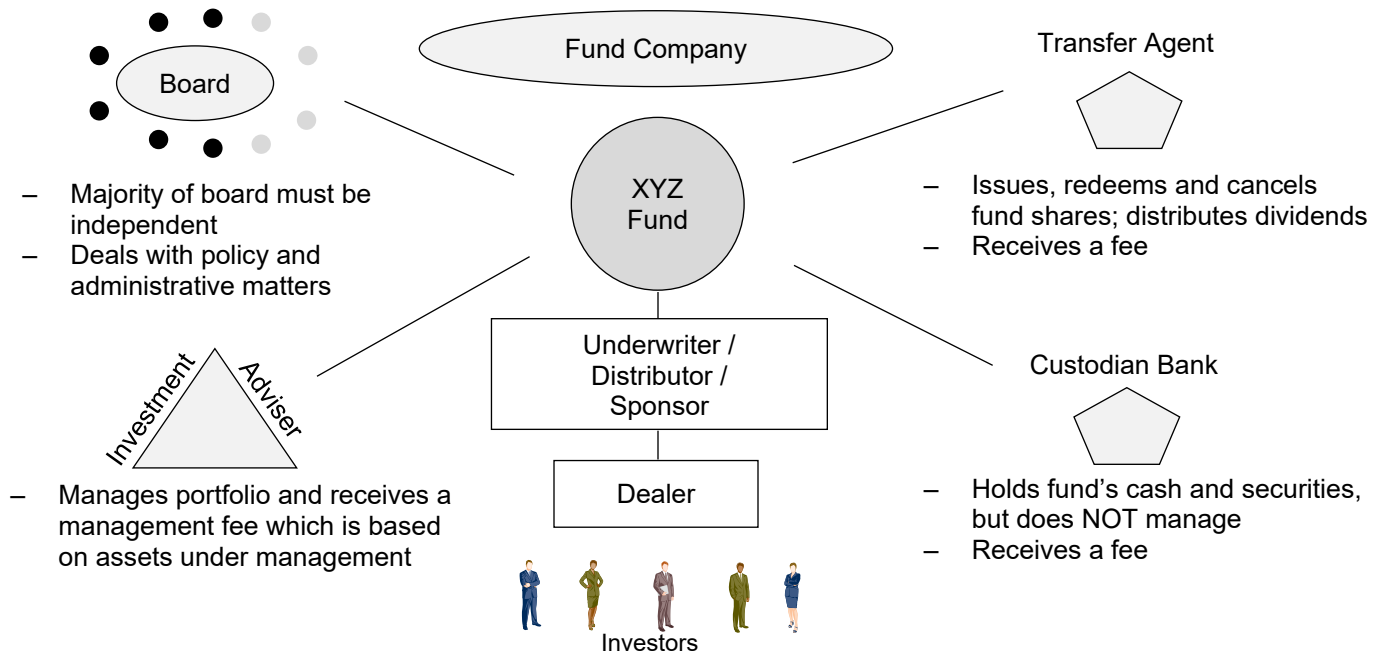 Fund Company
Board
– Majority of board must be
independent
– Deals with policy and
administrative matters
Transfer Agent
– Issues, redeems and cancels
fund shares; distributes dividends
– Receives a fee
XYZ
Fund
Investment
Adviser
– Manages portfolio and receives a
management fee which is based
on assets under management
Underwriter /
Distributor /
Sponsor
Dealer
Investors
Custodian Bank
– Holds fund’s cash and securities,
but does NOT manage
– Receives a fee